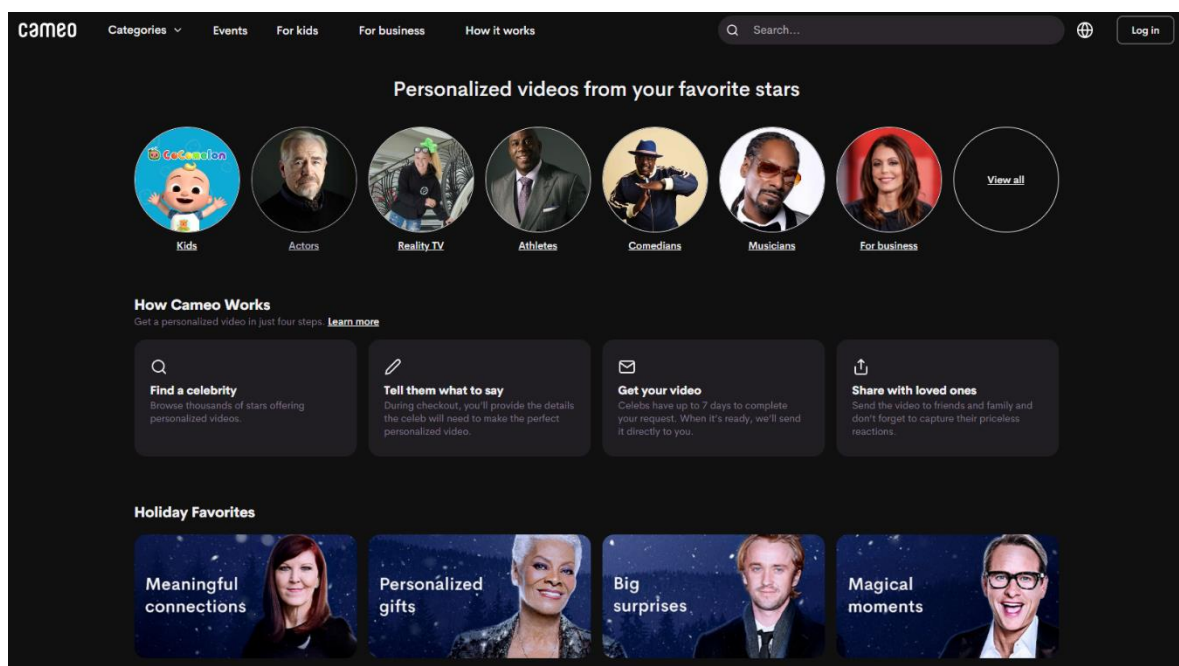 cameo
Categories
Events
For kids
For business
How it works
Search...
Log in
Personalized videos from your favorite stars
CoComelon
View all
Kids
Actors
Reality TV
Athletes
Comedians
Musicians
For business
How Cameo Works
Get a personalized video in just four steps. Learn more
Find a celebrity
Browse thousands of stars offering
personalized videos.
Tell them what to say
During checkout, you'll provide the details
the celeb will need to make the perfect
personalized video.
Get your video
Celebs have up to 7 days to complete
your request. When it's ready, we'll send
it directly to you.
Share with loved ones
Send the video to friends and family and
don't forget to capture their priceless
reactions.
Holiday Favorites
Meaningful
connections
Personalized
gifts
Big
surprises
Magical
moments